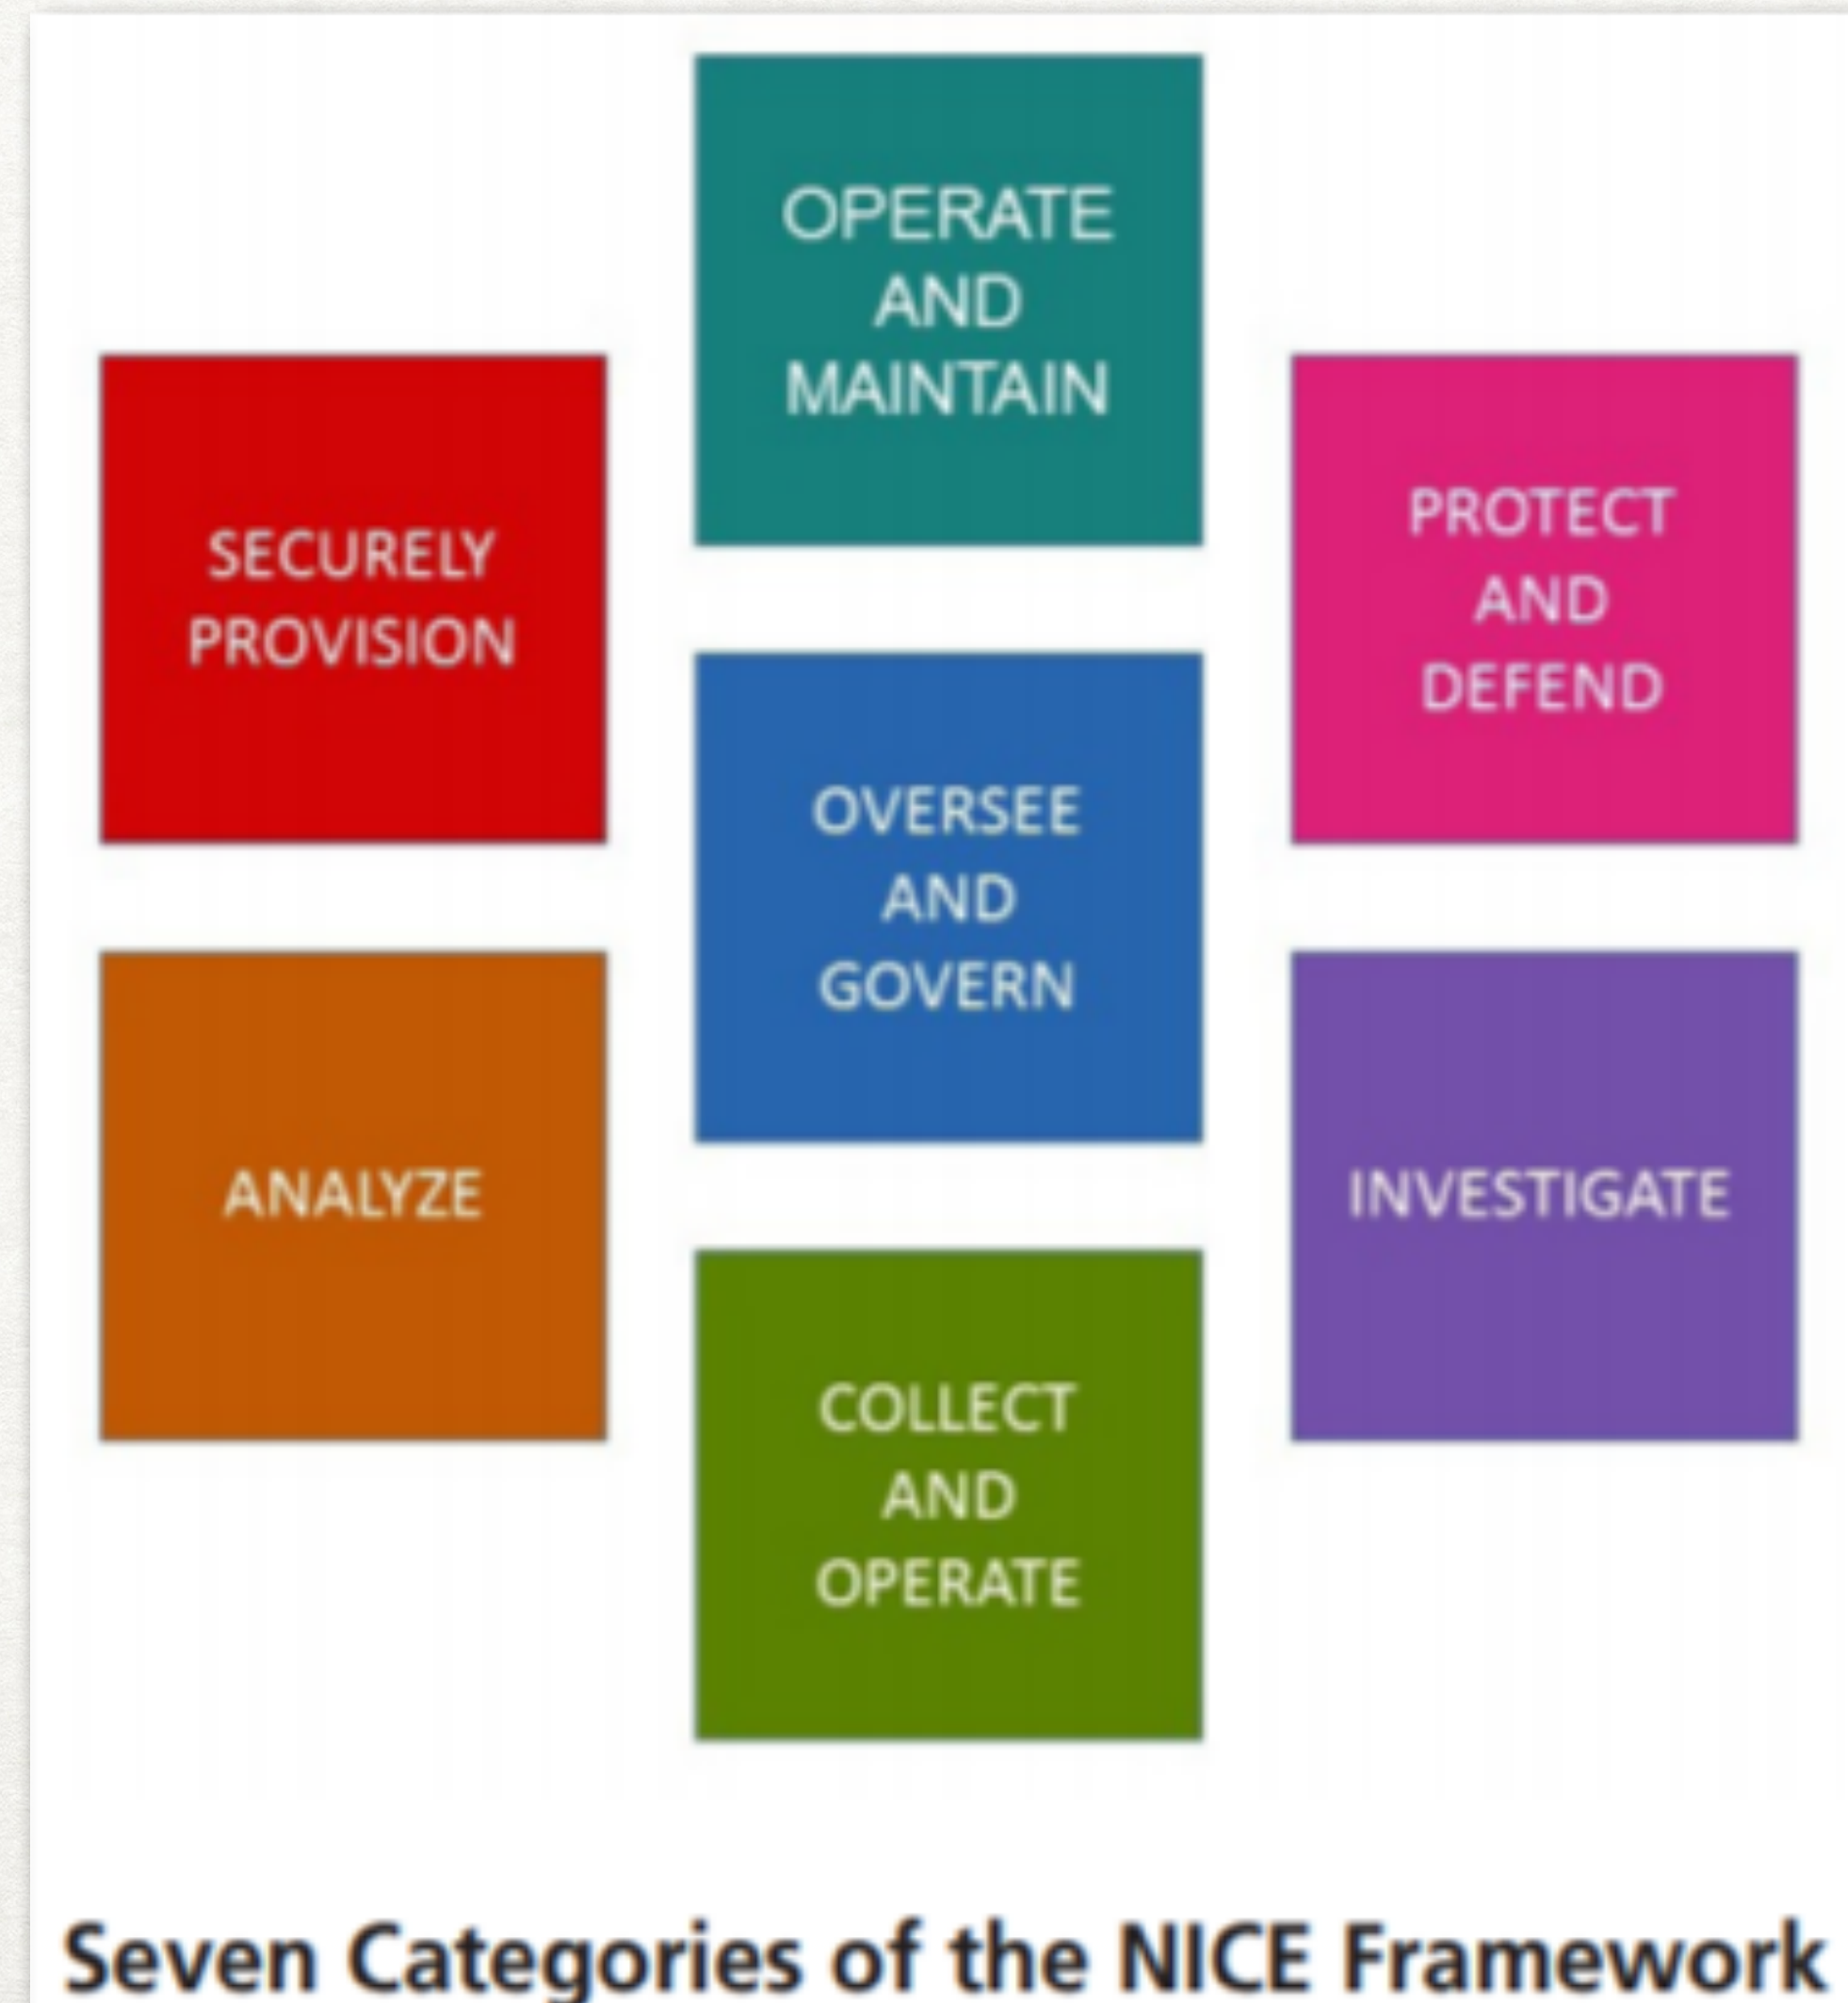 OPERATE
AND
MAINTAIN
SECURELY
PROVISION
PROTECT
AND
DEFEND
OVERSEE
AND
GOVERN
ANALYZE
INVESTIGATE
COLLECT
AND
OPERATE
Seven Categories of the NICE Framework